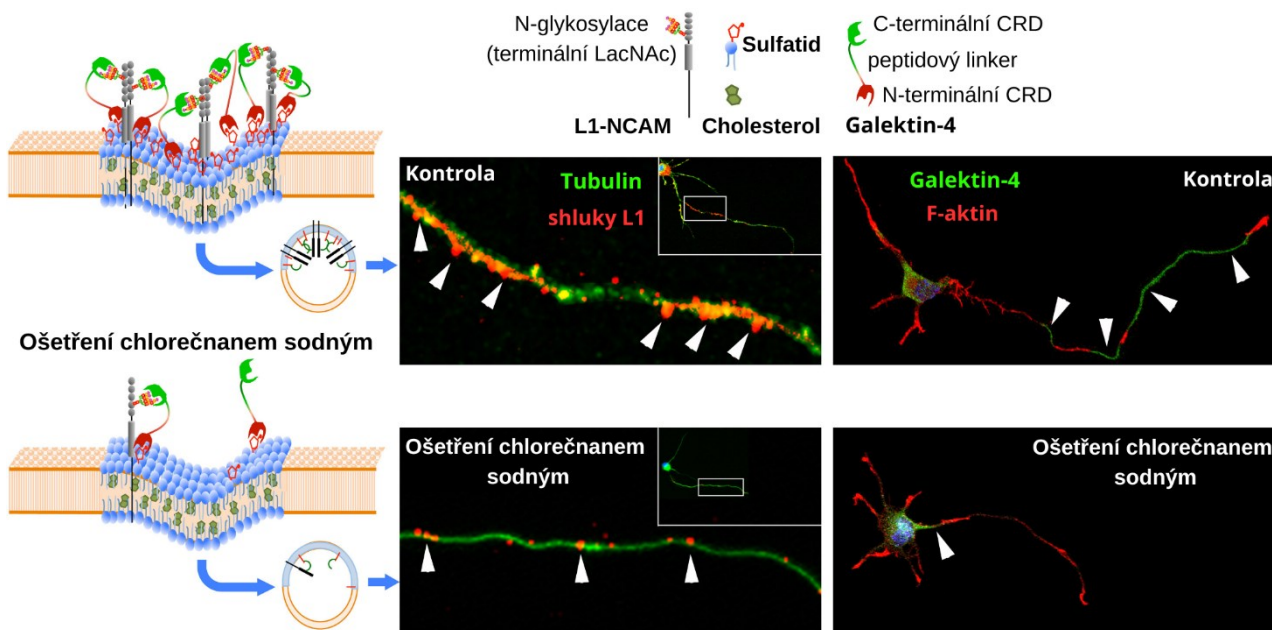 N-glykosylace
(terminální LacNAc)
Sulfatid
C-terminální CRD
peptidový linker
N-terminální CRD
L1-NCAM
Cholesterol
Galektin-4
Kontrola
Tubulin
shluky L1
Galektin-4
F-aktin
Kontrola
Ošetření chlorečnanem sodným
Ošetření chlorečnanem
sodným
Ošetření chlorečnanem
sodným